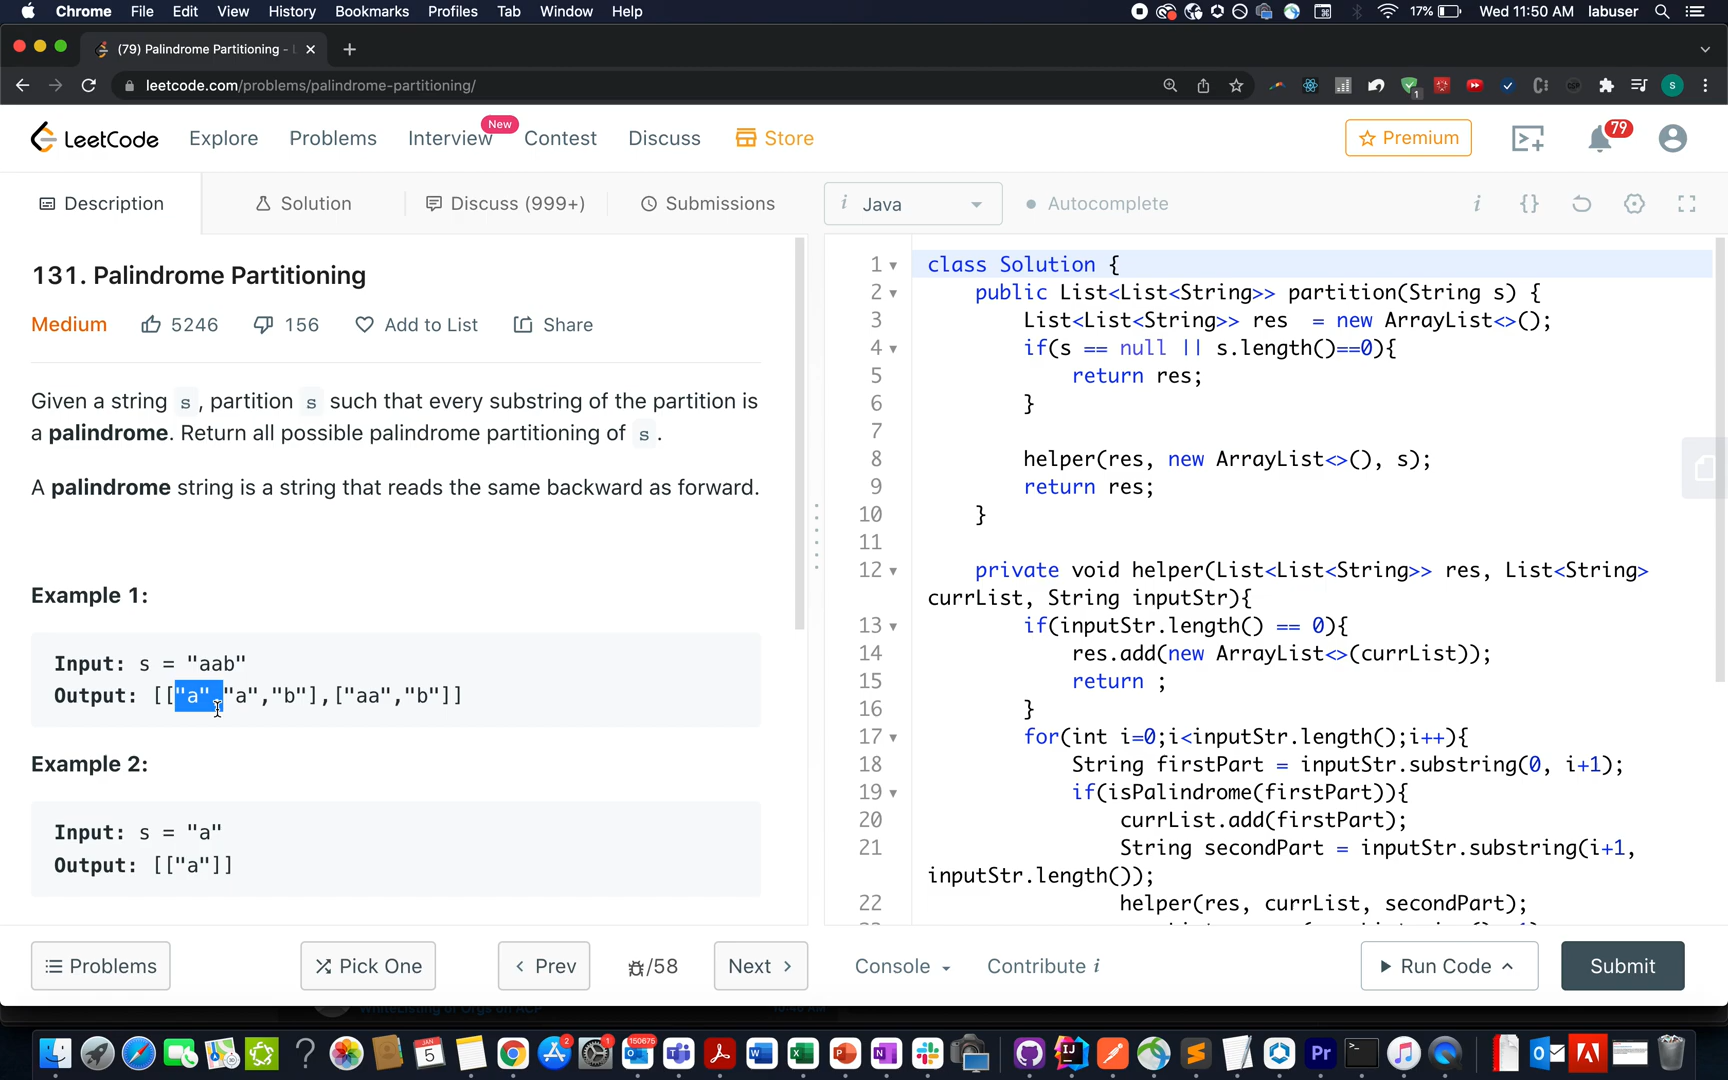 Chrome File Edit View History Bookmarks Profiles Tab Window Help 17% Wed 11:50 AM labuser
(79) Palindrome Partitioning -
leetcode.com/problems/palindrome-partitioning/
LeetCode Explore Problems Interview New Contest Discuss Store Premium 79
Description Solution Discuss (999+) Submissions
i Java Autocomplete
131. Palindrome Partitioning
Medium 5246 156 Add to List Share
Given a string s , partition s such that every substring of the partition is
a palindrome. Return all possible palindrome partitioning of s .
A palindrome string is a string that reads the same backward as forward.
Example 1:
Input: s = "aab"
Output: [["a","a","b"],["aa","b"]]
Example 2:
Input: s = "a"
Output: [["a"]]
1 class Solution {
2 public List<List<String>> partition(String s) {
3 List<List<String>> res  = new ArrayList<>();
4 if(s == null || s.length()==0){
5 return res;
6 }
7
8 helper(res, new ArrayList<>(), s);
9 return res;
10 }
11
12 private void helper(List<List<String>> res, List<String>
currList, String inputStr){
13 if(inputStr.length() == 0){
14 res.add(new ArrayList<>(currList));
15 return ;
16 }
17 for(int i=0;i<inputStr.length();i++){
18 String firstPart = inputStr.substring(0, i+1);
19 if(isPalindrome(firstPart)){
20 currList.add(firstPart);
21 String secondPart = inputStr.substring(i+1,
inputStr.length());
22 helper(res, currList, secondPart);
Problems Pick One Prev /58 Next Console Contribute i Run Code Submit